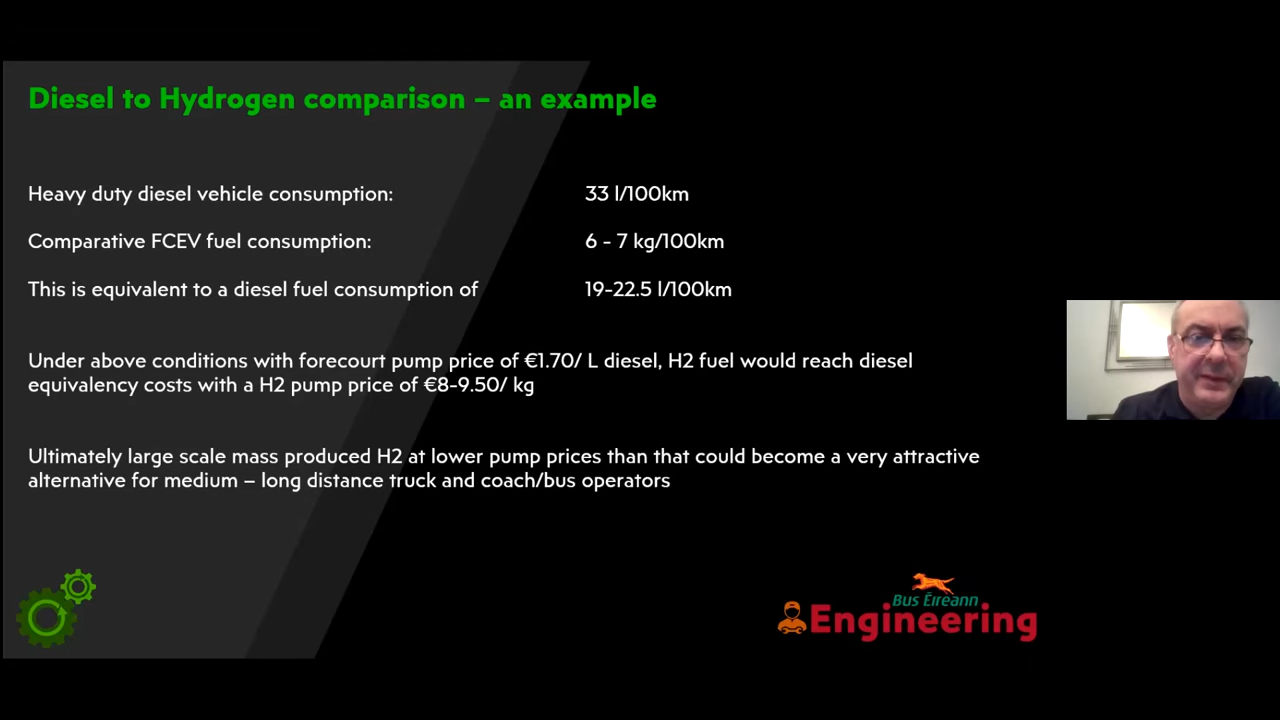 Diesel to Hydrogen comparison – an example
Heavy duty diesel vehicle consumption: 33 l/100km
Comparative FCEV fuel consumption: 6 - 7 kg/100km
This is equivalent to a diesel fuel consumption of 19-22.5 l/100km
Under above conditions with forecourt pump price of €1.70/ L diesel, H2 fuel would reach diesel
equivalency costs with a H2 pump price of €8-9.50/ kg
Ultimately large scale mass produced H2 at lower pump prices than that could become a very attractive
alternative for medium – long distance truck and coach/bus operators
Bus Éireann
Engineering